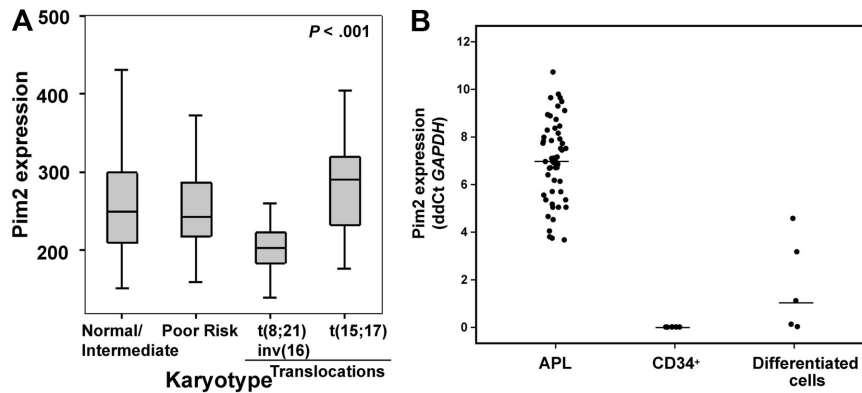 A
Pim2 expression
500
400
300
200
P < .001
Normal/
Intermediate
Poor Risk
t(8;21)
inv(16)
t(15;17)
Translocations
Karyotype
B
Pim2 expression
(ddCt GAPDH)
12
10
8
6
4
2
0
APL
CD34+
Differentiated
cells